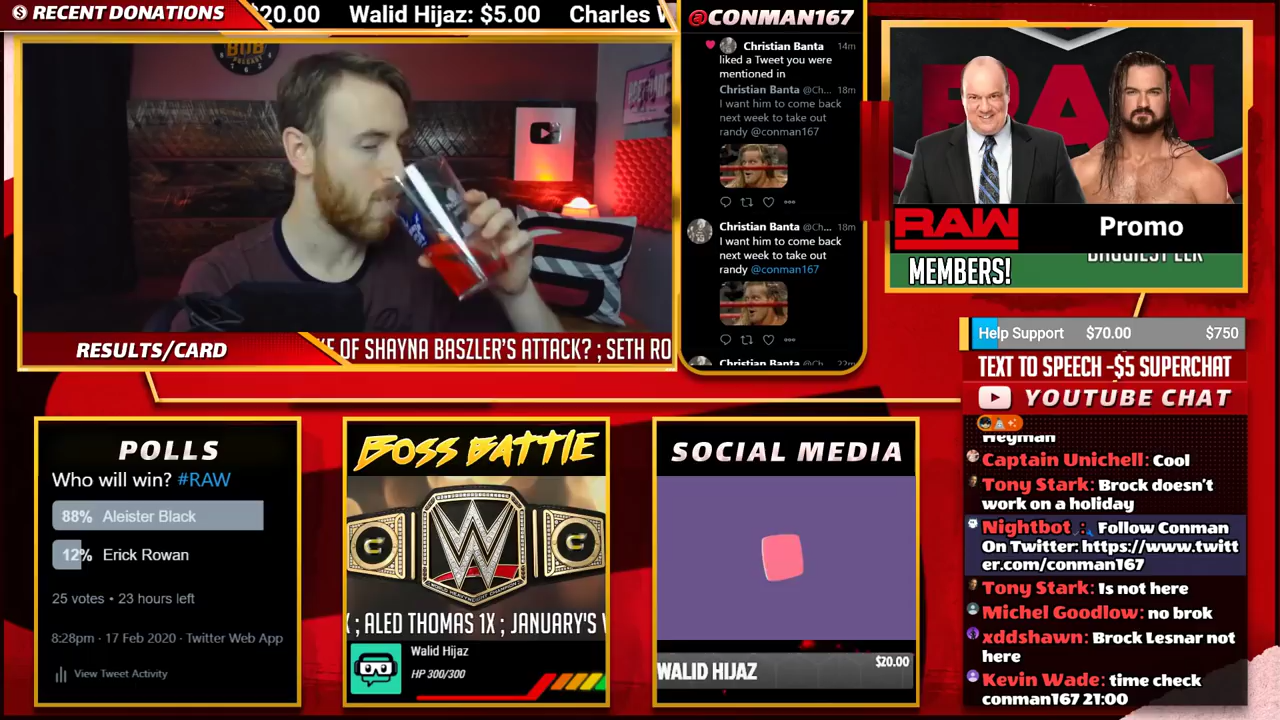 RECENT DONATIONS
$20.00 Walid Hijaz: $5.00 Charles W
@CONMAN167
Christian Banta 14m
liked a Tweet you were
mentioned in
Christian Banta @Ch... 18m
I want him to come back
next week to take out
randy @conman167
Christian Banta @Ch... 18m
I want him to come back
next week to take out
randy @conman167
Christian Banta @Ch... 22m
RAW
RAW
Promo
MEMBERS!
RESULTS/CARD
KE OF SHAYNA BASZLER'S ATTACK? ; SETH RO
Help Support $70.00 $750
TEXT TO SPEECH -$5 SUPERCHAT
YOUTUBE CHAT
Heyman
Captain Unichell: Cool
Tony Stark: Brock doesn't
work on a holiday
Nightbot : Follow Conman
On Twitter: https://www.twitt
er.com/conman167
Tony Stark: Is not here
Michel Goodlow: no brok
xddshawn: Brock Lesnar not
here
Kevin Wade: time check
conman167 21:00
POLLS
Who will win? #RAW
88% Aleister Black
12% Erick Rowan
25 votes · 23 hours left
8:28pm · 17 Feb 2020 · Twitter Web App
View Tweet Activity
BOSS BATTLE
; ALED THOMAS 1X ; JANUARY'S
Walid Hijaz
HP 300/300
SOCIAL MEDIA
WALID HIJAZ
$20.00